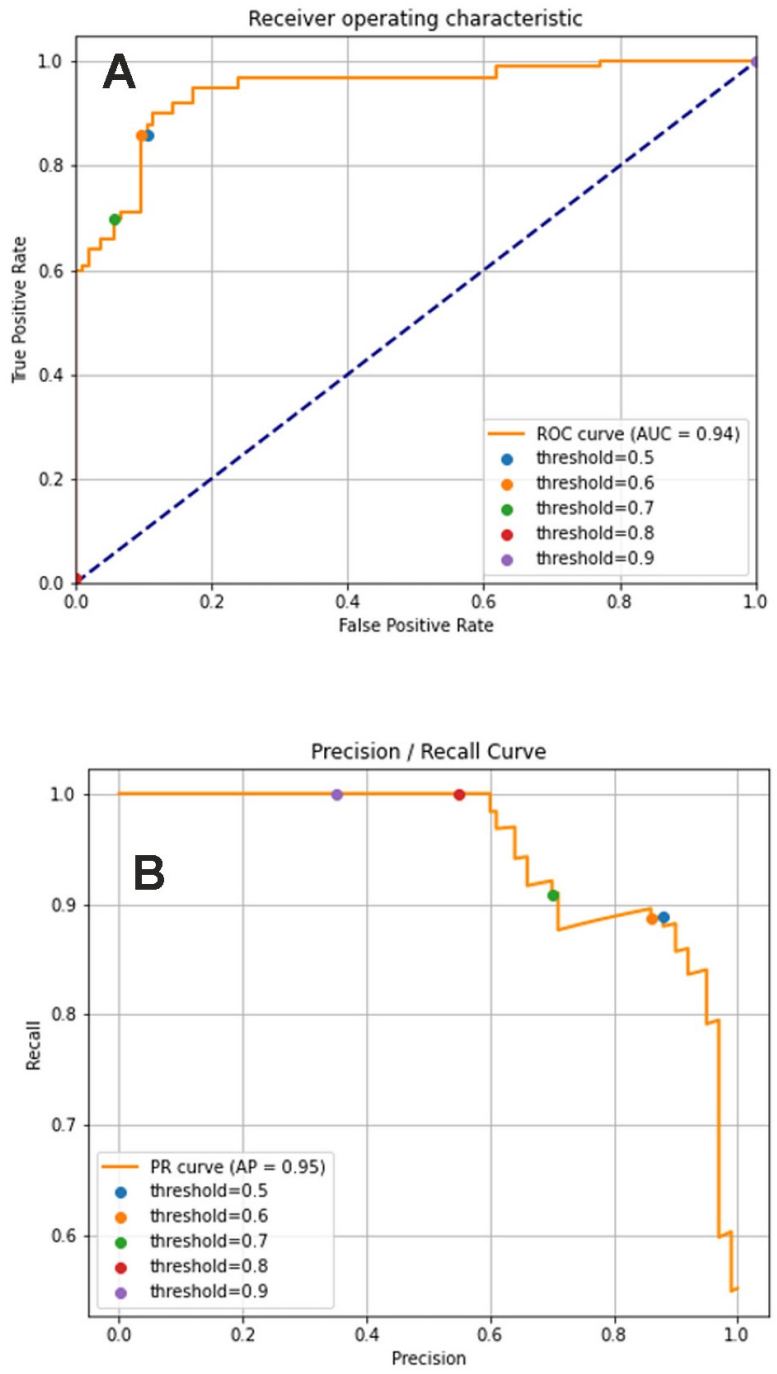 Receiver operating characteristic
A
1.0
0.8
0.6
0.4
0.2
0.0
True Positive Rate
ROC curve (AUC = 0.94)
threshold=0.5
threshold=0.6
threshold=0.7
threshold=0.8
threshold=0.9
0.0 0.2 0.4 0.6 0.8 1.0
False Positive Rate
Precision / Recall Curve
B
1.0
0.9
0.8
0.7
0.6
Recall
PR curve (AP = 0.95)
threshold=0.5
threshold=0.6
threshold=0.7
threshold=0.8
threshold=0.9
0.0 0.2 0.4 0.6 0.8 1.0
Precision